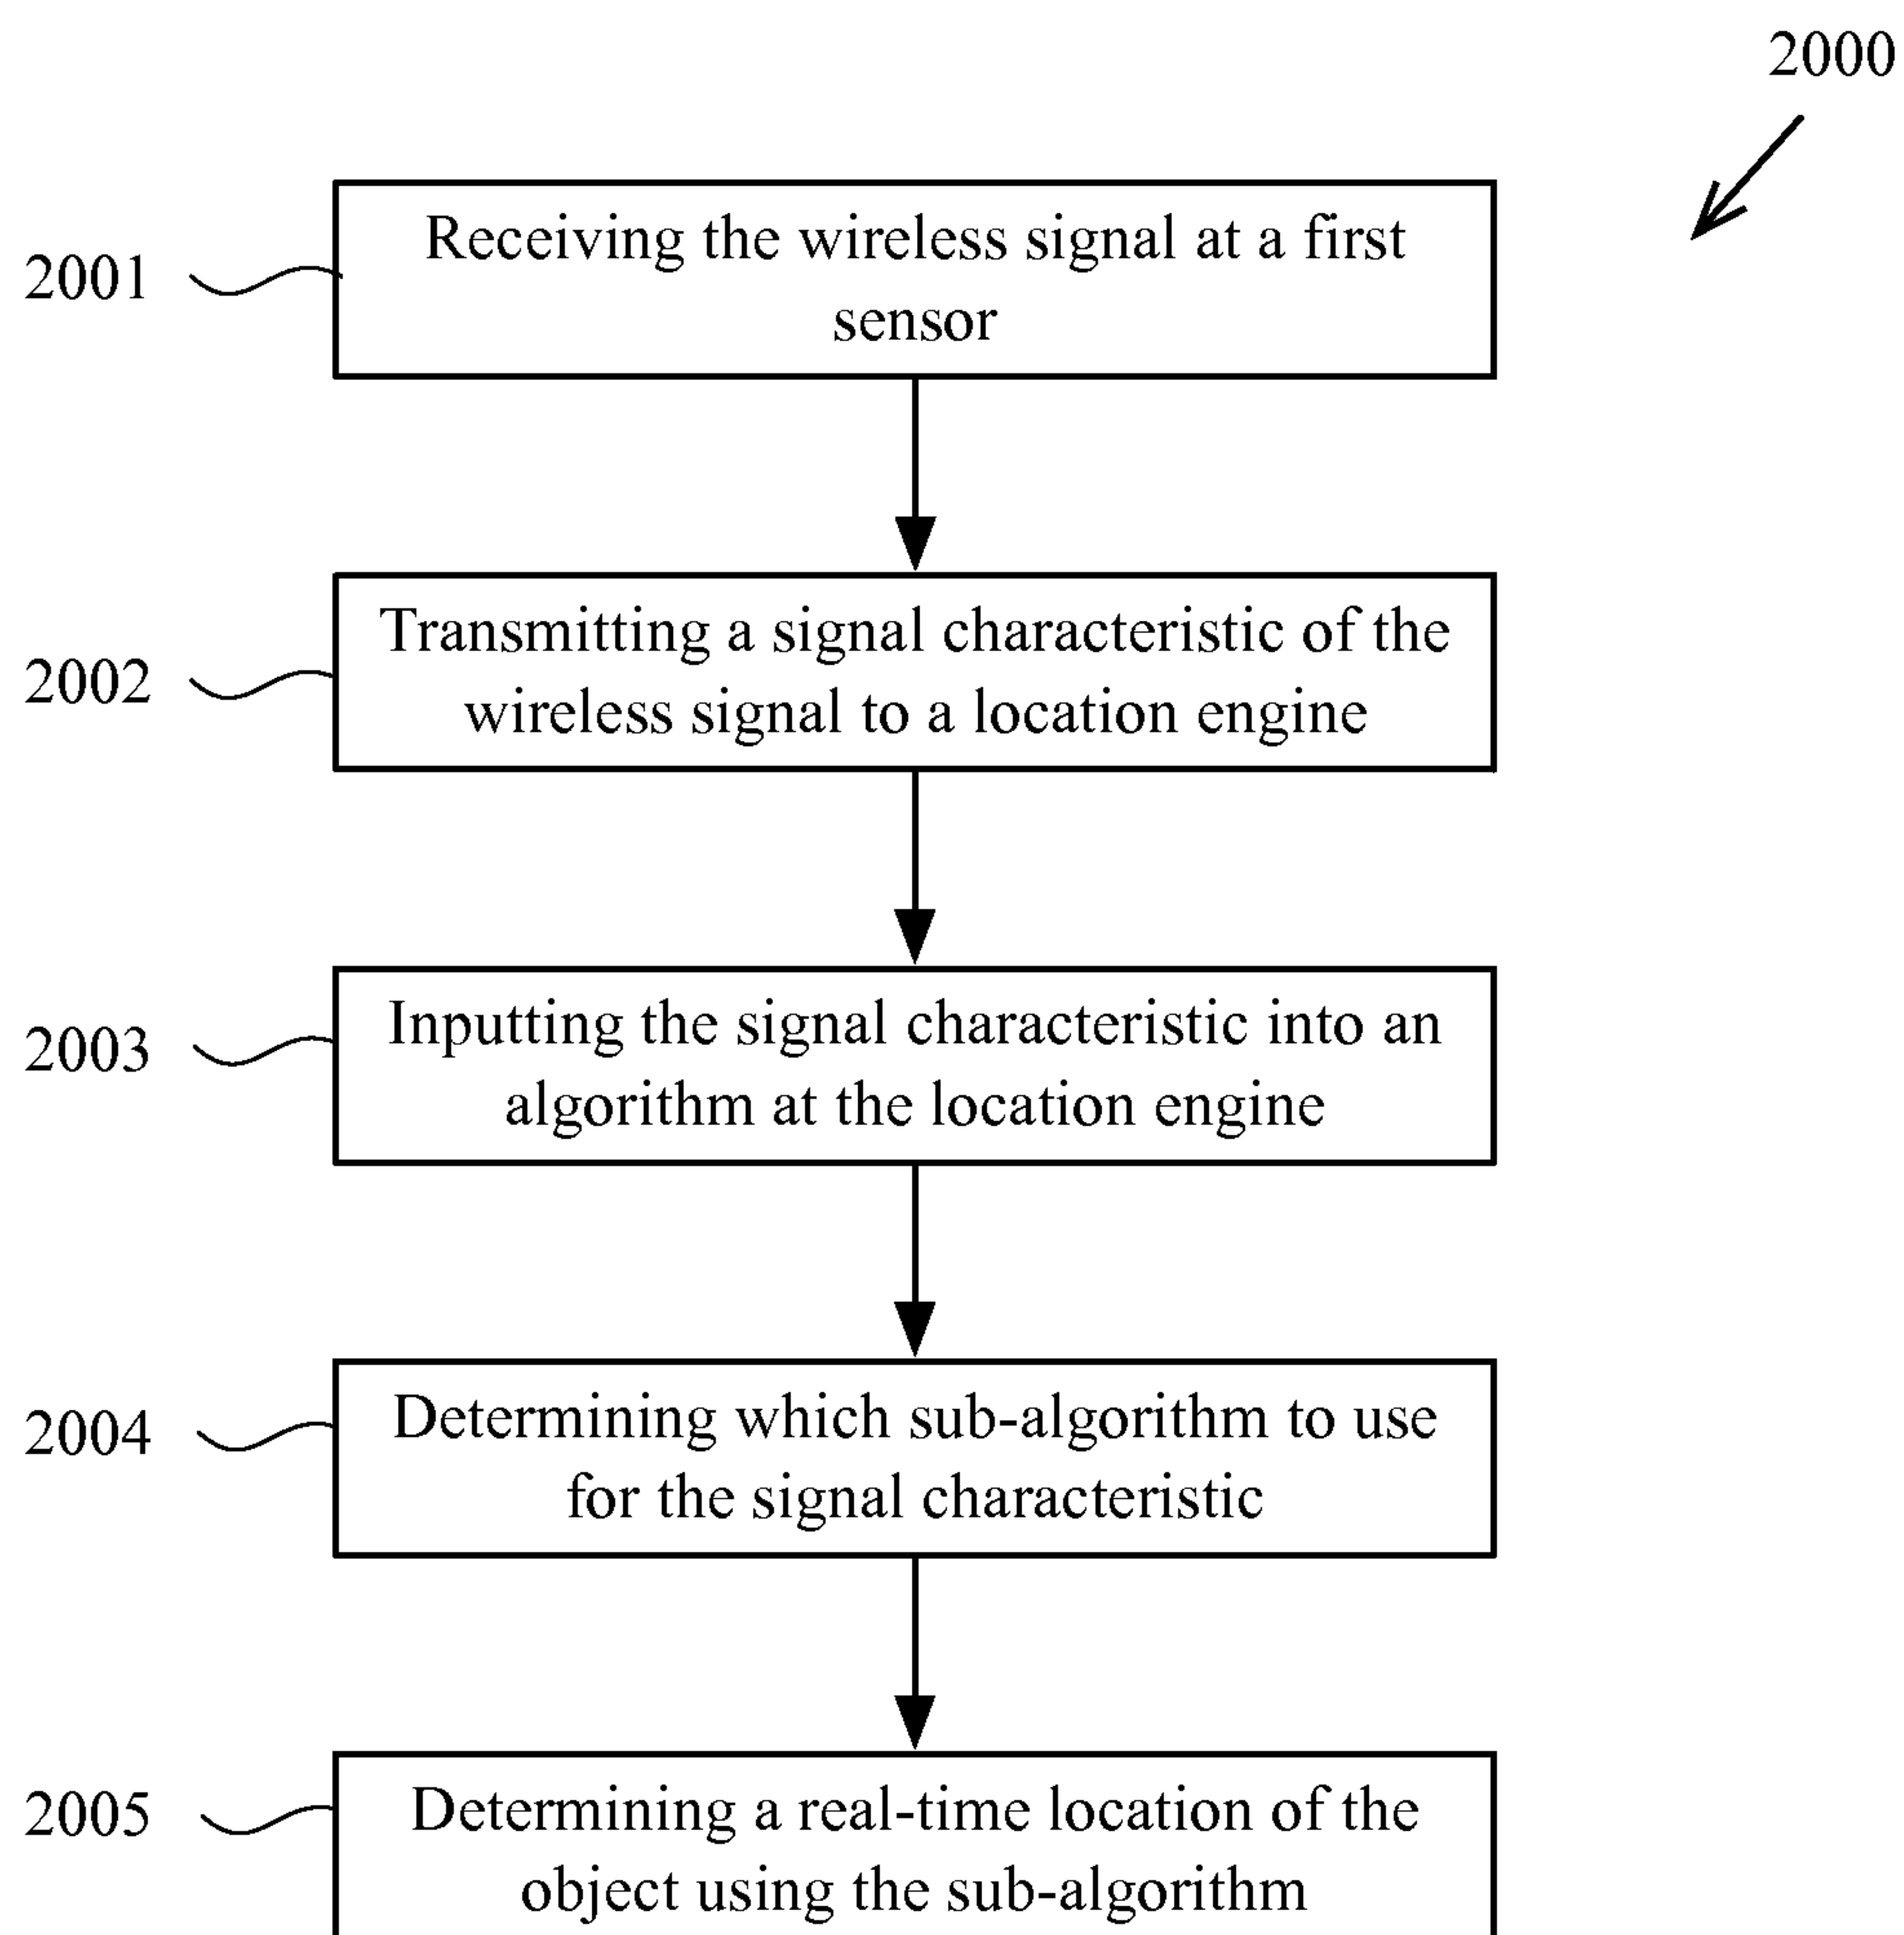 2000
2001
Receiving the wireless signal at a first
sensor
2002
Transmitting a signal characteristic of the
wireless signal to a location engine
2003
Inputting the signal characteristic into an
algorithm at the location engine
2004
Determining which sub-algorithm to use
for the signal characteristic
2005
Determining a real-time location of the
object using the sub-algorithm